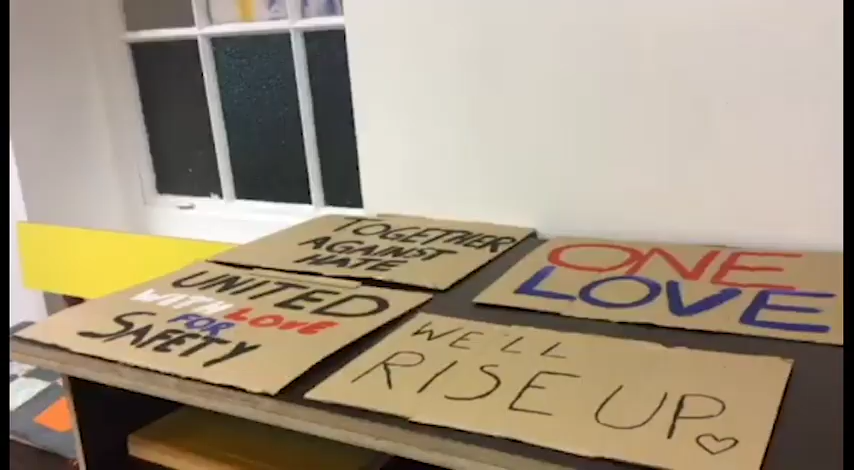 TOGETHER
AGAINST
HATE
ONE
LOVE
UNITED
WITH LOVE
FOR
SAFETY
WE'LL
RISE UP